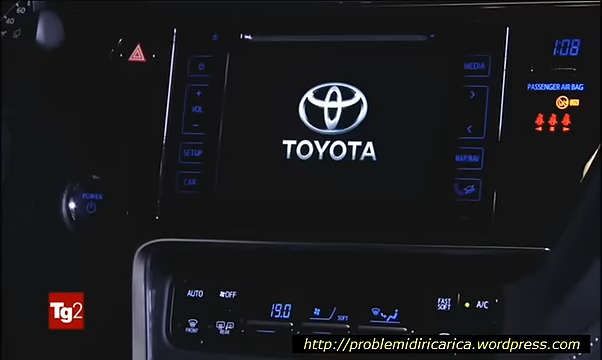 60
1:08
MEDIA
VOL
PASSENGER AIR BAG
TOYOTA
SETUP
MAP/NAV
CAR
POWER
AUTO
OFF
19.0
SOFT
FAST
SOFT
A/C
FRONT
REAR
Tg2
http://problemidiricarica.wordpress.com